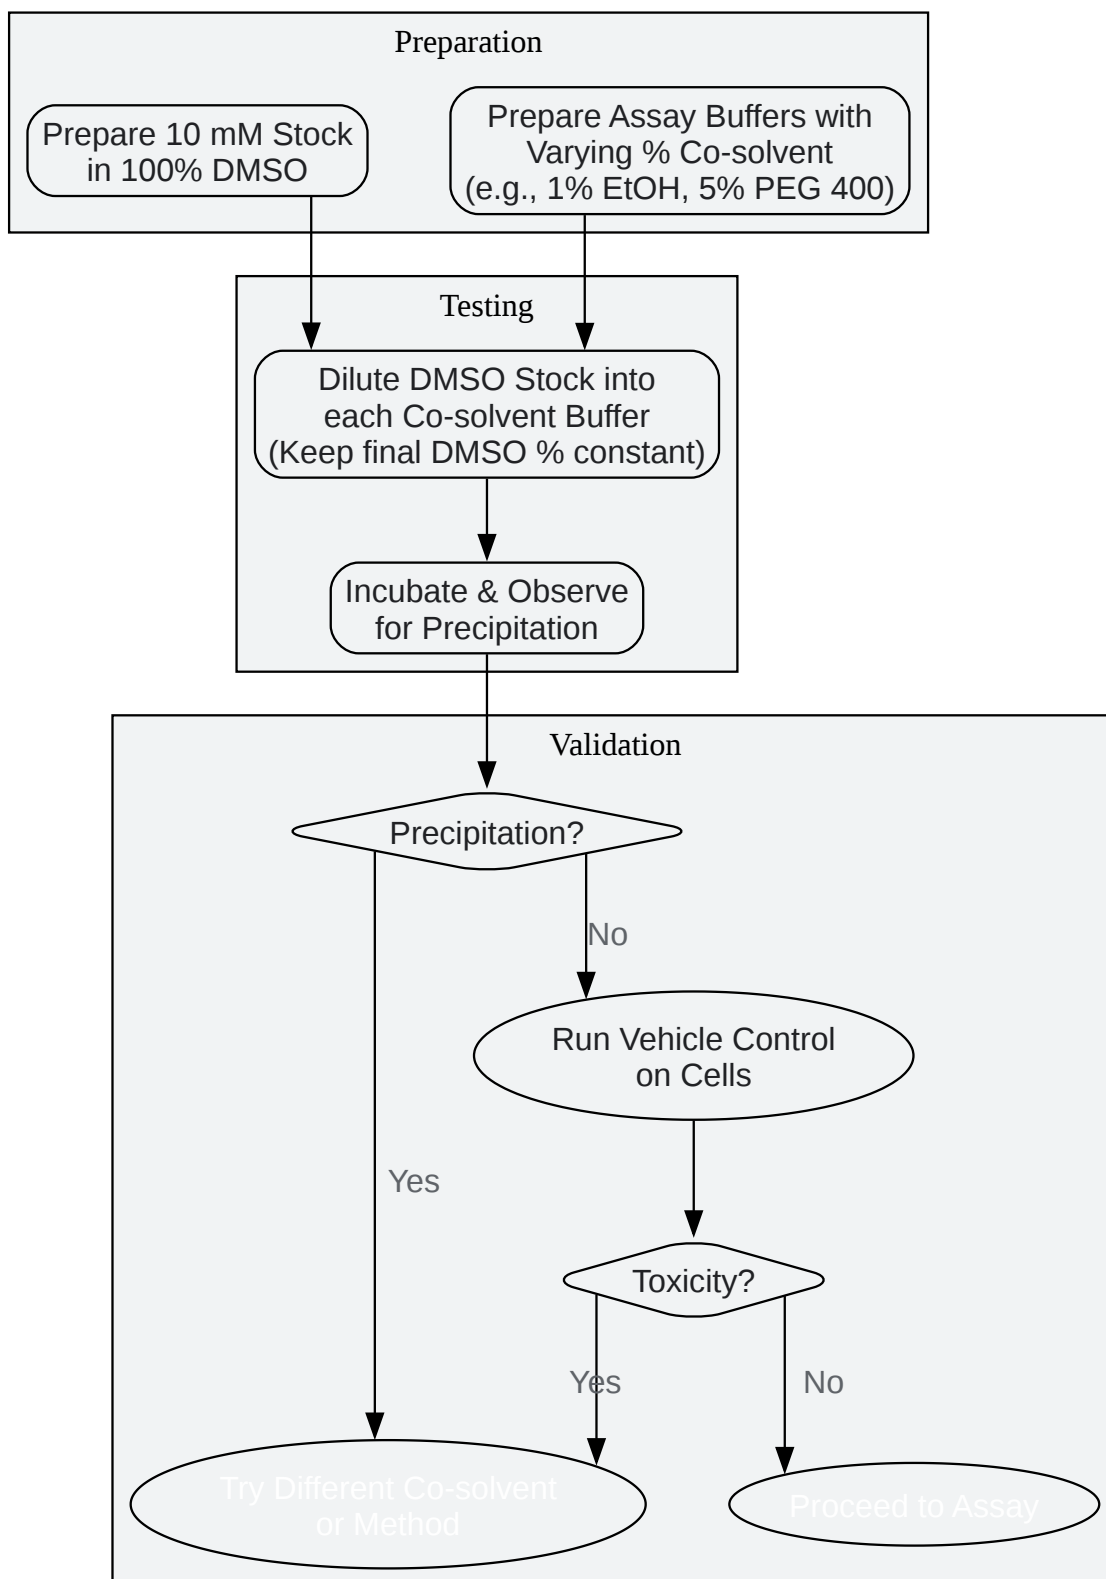 Preparation
Prepare 10 mM Stock
in 100% DMSO
Prepare Assay Buffers with
Varying % Co-solvent
(e.g., 1% EtOH, 5% PEG 400)
Testing
Dilute DMSO Stock into
each Co-solvent Buffer
(Keep final DMSO % constant)
Incubate & Observe
for Precipitation
Validation
Precipitation?
No
Run Vehicle Control
on Cells
Yes
Toxicity?
Yes
No
Try Different Co-solvent
or Method
Proceed to Assay